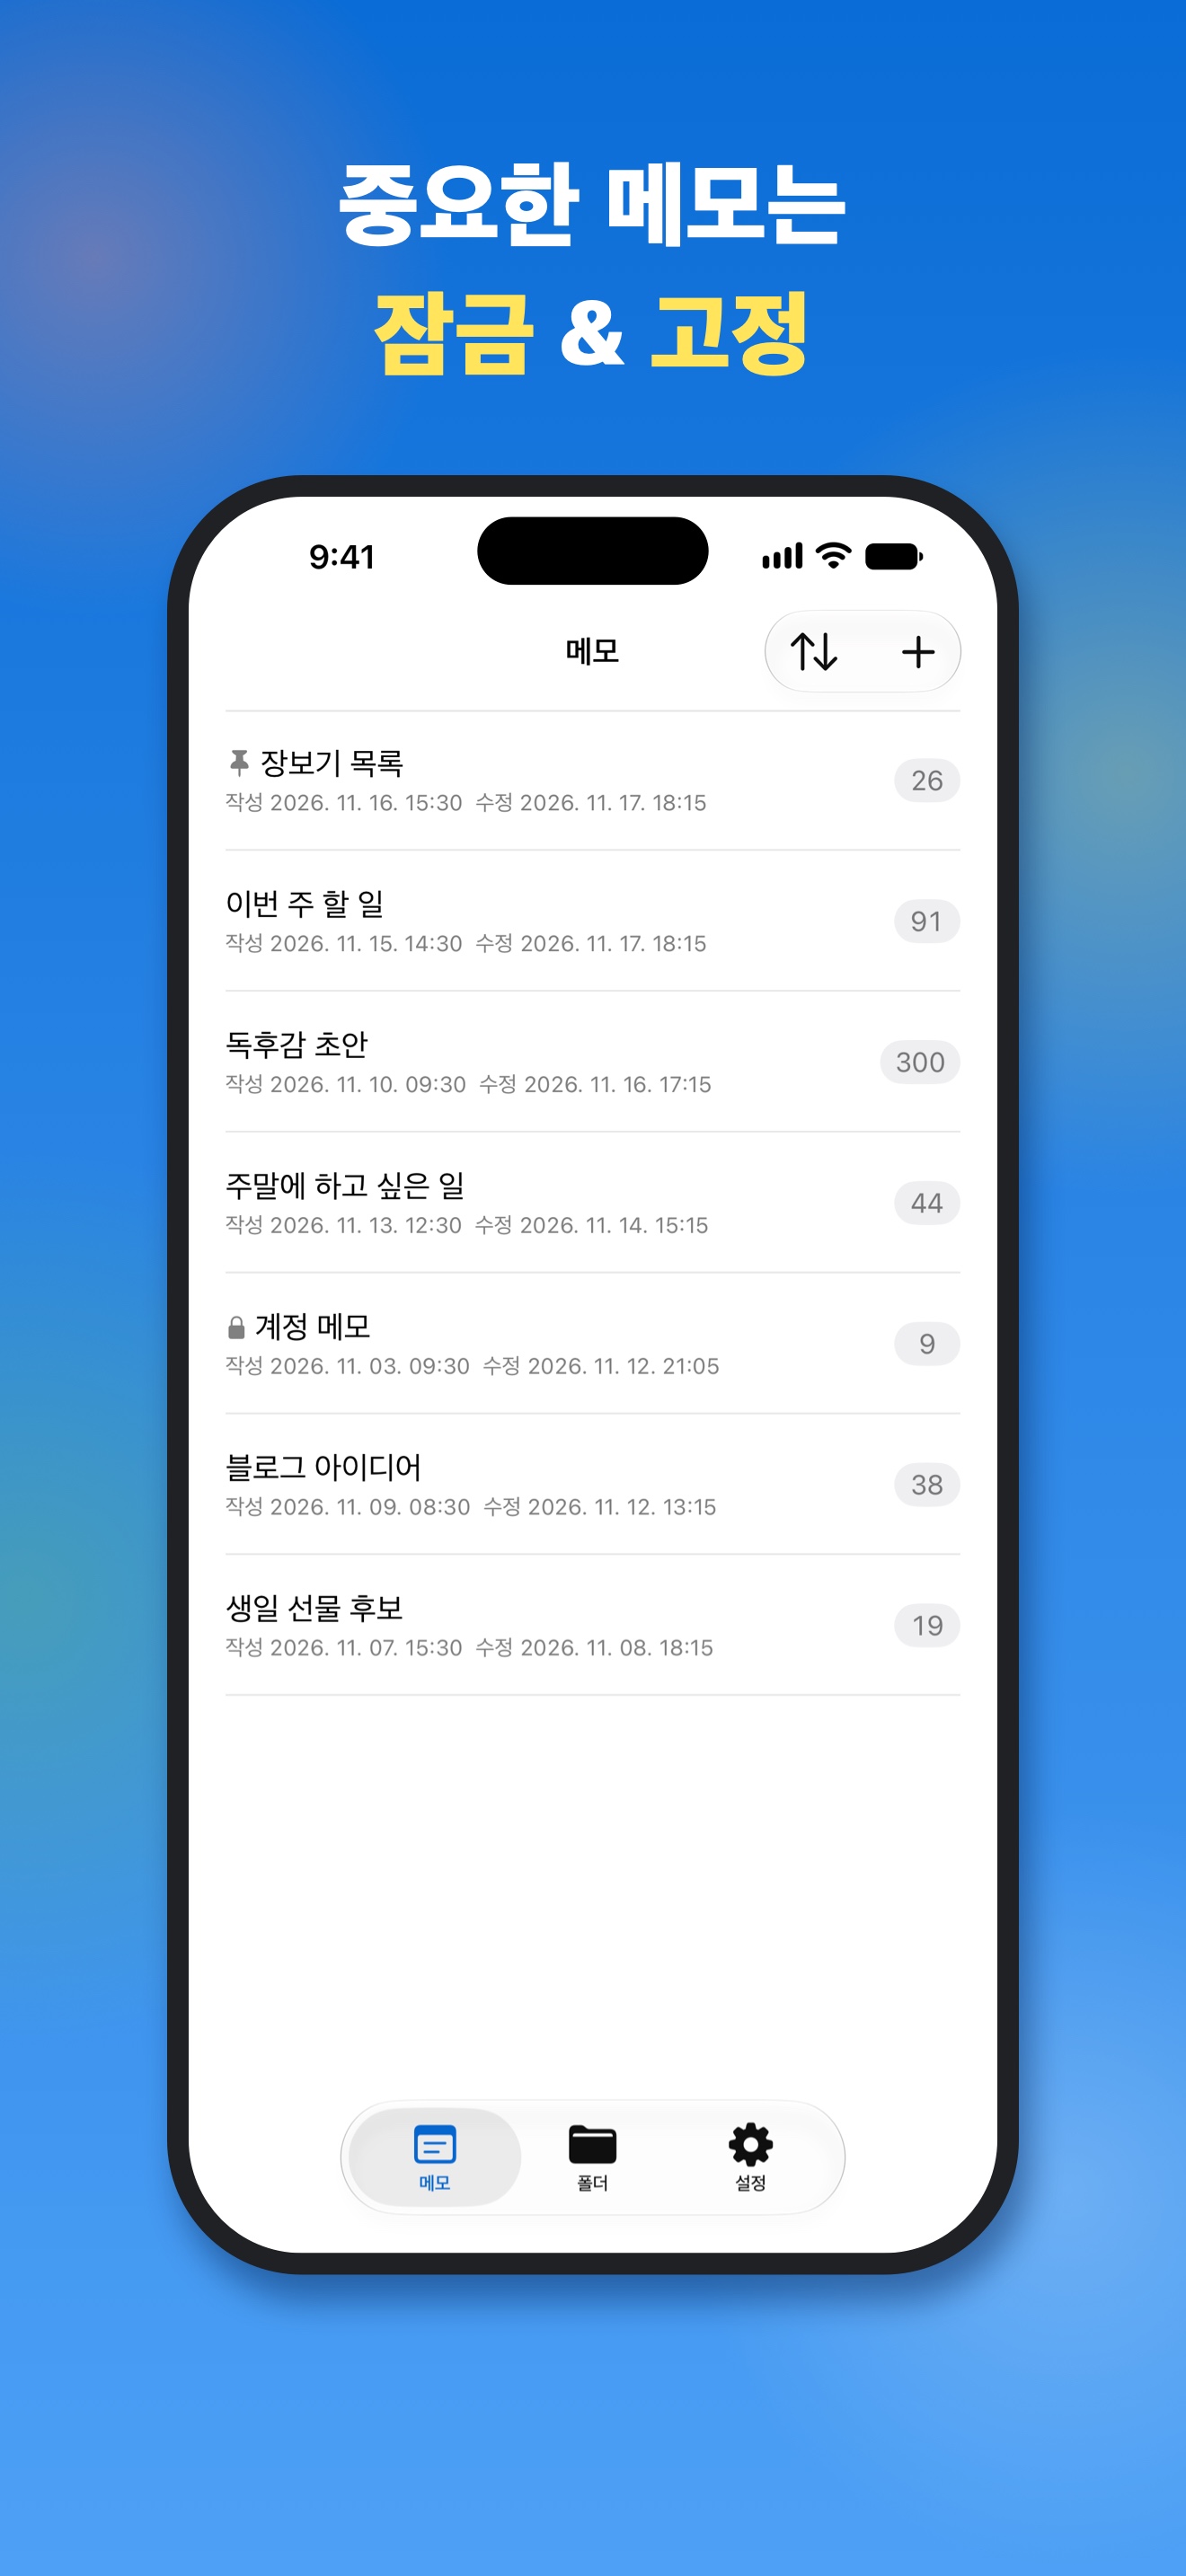 중요한 메모는
잠금 & 고정
9:41
메모
장보기 목록
작성 2026. 11. 16. 15:30 수정 2026. 11. 17. 18:15
26
이번 주 할 일
작성 2026. 11. 15. 14:30 수정 2026. 11. 17. 18:15
91
독후감 초안
작성 2026. 11. 10. 09:30 수정 2026. 11. 16. 17:15
300
주말에 하고 싶은 일
작성 2026. 11. 13. 12:30 수정 2026. 11. 14. 15:15
44
계정 메모
작성 2026. 11. 03. 09:30 수정 2026. 11. 12. 21:05
9
블로그 아이디어
작성 2026. 11. 09. 08:30 수정 2026. 11. 12. 13:15
38
생일 선물 후보
작성 2026. 11. 07. 15:30 수정 2026. 11. 08. 18:15
19
메모
폴더
설정